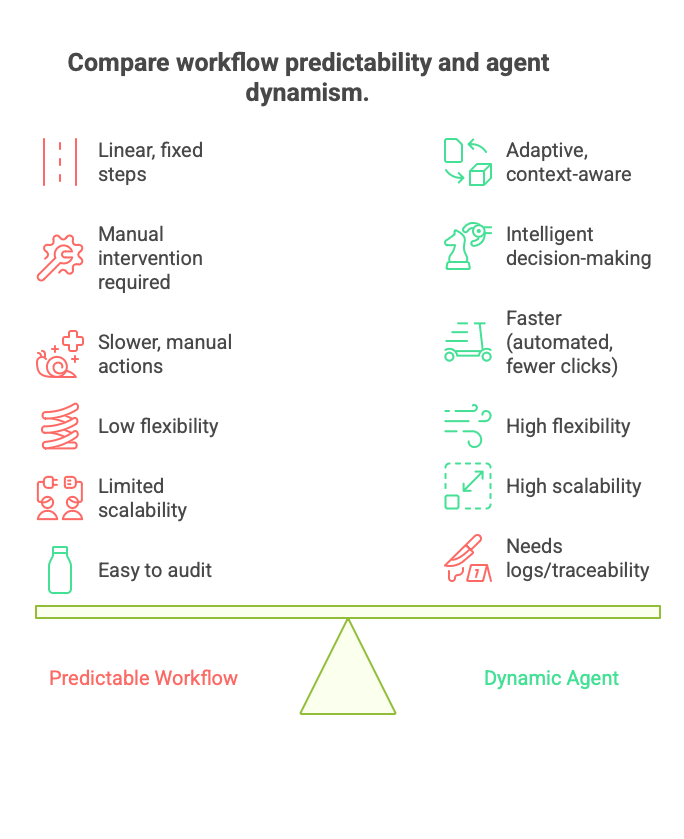 Compare workflow predictability and agent
dynamism.
Linear, fixed
steps
Adaptive,
context-aware
Manual
intervention
required
Intelligent
decision-making
Slower, manual
actions
Faster
(automated,
fewer clicks)
Low flexibility
High flexibility
Limited
scalability
High scalability
Easy to audit
Needs
logs/traceability
Predictable Workflow
Dynamic Agent